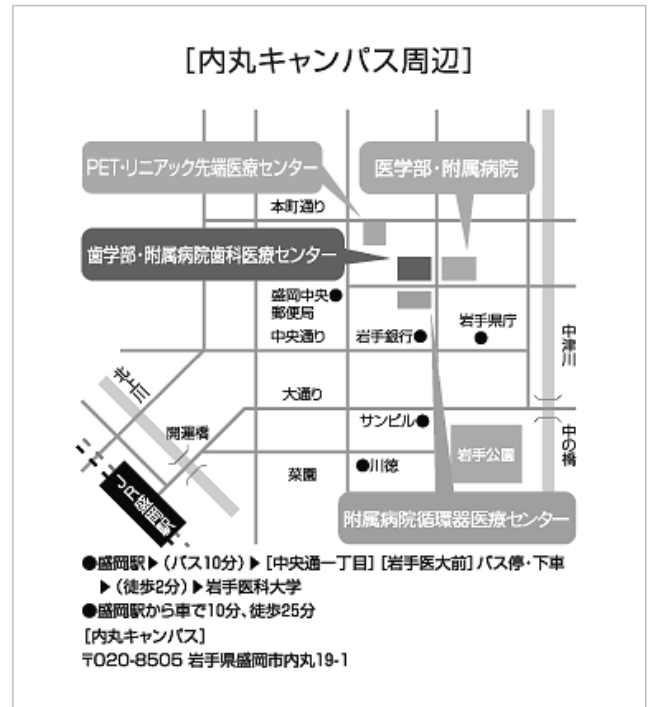 [内丸キャンパス周辺]
PET・リニアック先端医療センター
医学部・附属病院
本町通り
歯学部・附属病院歯科医療センター
盛岡中央●
郵便局
岩手県庁
●
中央通り
岩手銀行●
中津川
北上川
大通り
サンビル●
開運橋
中の橋
岩手公園
菜園
●川徳
JR盛岡駅
附属病院循環器医療センター
●盛岡駅▶(バス10分)▶[中央通一丁目][岩手医大前]バス停・下車
▶(徒歩2分)▶岩手医科大学
●盛岡駅から車で10分、徒歩25分
[内丸キャンパス]
〒020-8505 岩手県盛岡市内丸19-1